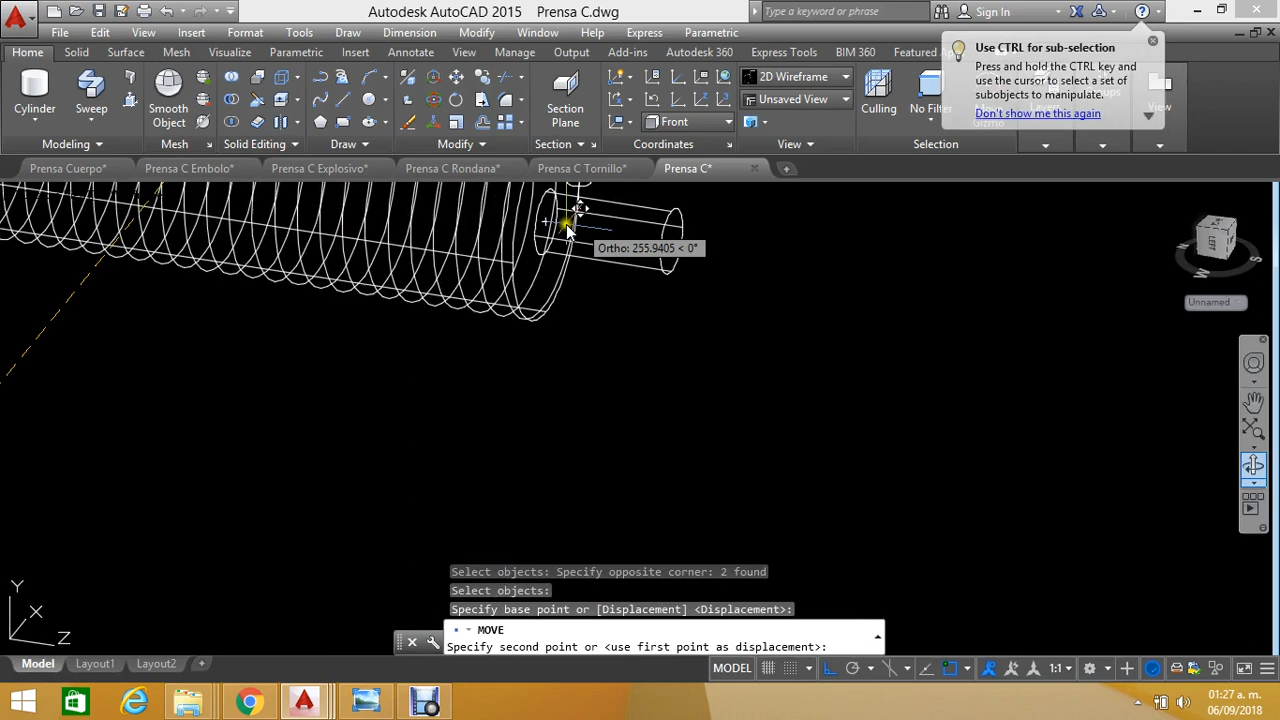 Autodesk AutoCAD 2015 Prensa C.dwg
Type a keyword or phrase
Sign In
File Edit View Insert Format Tools Draw Dimension Modify Window Help Express Parametric
Home Solid Surface Mesh Visualize Parametric Insert Annotate View Manage Output Add-ins Autodesk 360 Express Tools BIM 360 Featured App
Use CTRL for sub-selection
Press and hold the CTRL key and
use the cursor to select a set of
subobjects to manipulate.
Don't show me this again
Cylinder
Sweep
Smooth
Object
Section
Plane
2D Wireframe
Unsaved View
Front
Culling
No Filter
View
Modeling
Mesh
Solid Editing
Draw
Modify
Section
Coordinates
View
Selection
Prensa Cuerpo*
Prensa C Embolo*
Prensa C Explosivo*
Prensa C Rondana*
Prensa C Tornillo*
Prensa C*
Ortho: 255.9405 < 0°
LEFT
W
S
Unnamed
Y
X
Z
Select objects: Specify opposite corner: 2 found
Select objects:
Specify base point or [Displacement] <Displacement>:
MOVE
Specify second point or <use first point as displacement>:
Model Layout1 Layout2
MODEL
1:1
01:27 a. m.
06/09/2018